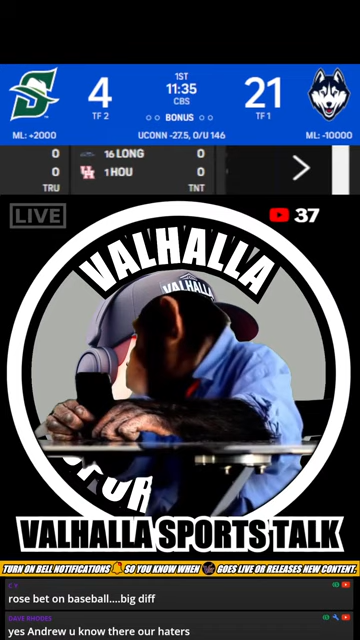 S
4
TF 2
1ST
11:35
CBS
BONUS
21
TF 1
ML: +2000
UCONN -27.5, O/U 146
ML: -10000
0
16 LONG
0
0
UH
1 HOU
0
TRU
TNT
LIVE
37
VALHALLA
VALHALLA
SPOR
VALHALLA SPORTS TALK
TURN ON BELL NOTIFICATIONS SO YOU KNOW WHEN GOES LIVE OR RELEASES NEW CONTENT:
C Y
rose bet on baseball....big diff
DAVE RHODES
yes Andrew u know there our haters